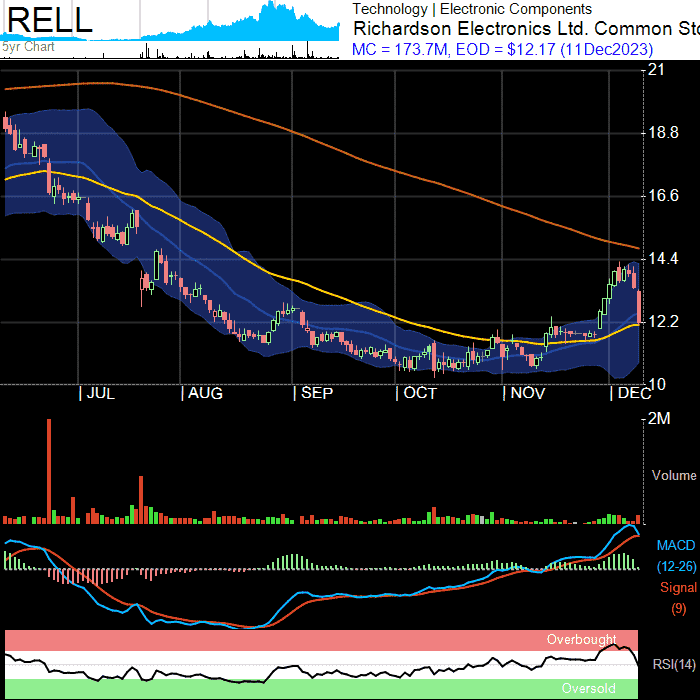 RELL
5yr Chart
Technology | Electronic Components
Richardson Electronics Ltd. Common Sto
MC = 173.7M, EOD = $12.17 (11Dec2023)
21
18.8
16.6
14.4
12.2
10
JUL AUG SEP OCT NOV DEC
2M
Volume
MACD
(12-26)
Signal
(9)
Overbought
RSI(14)
Oversold